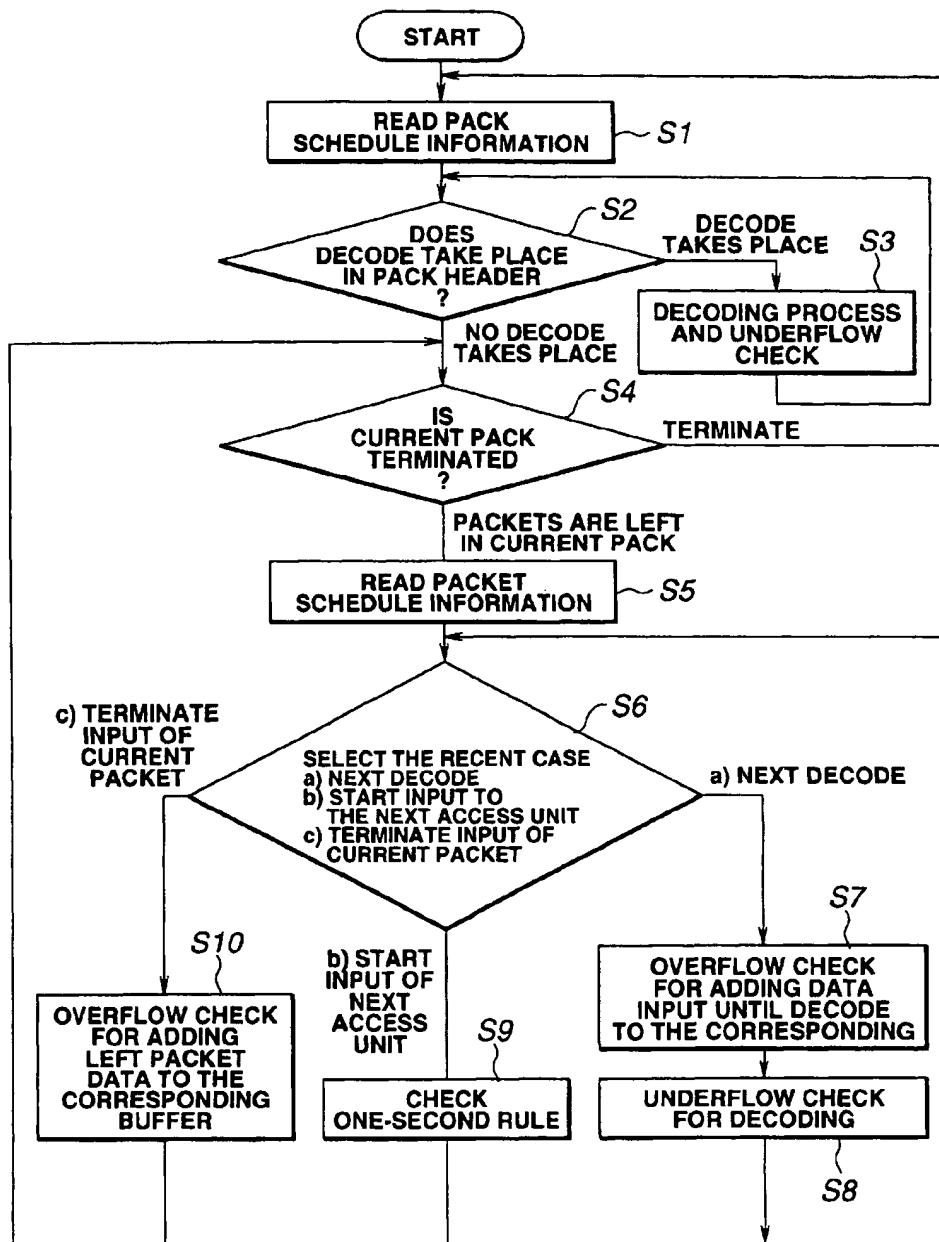 START
READ PACK
SCHEDULE INFORMATION
S1
DOES
DECODE TAKE PLACE
IN PACK HEADER
?
S2
DECODE
TAKES PLACE
S3
DECODING PROCESS
AND UNDERFLOW
CHECK
NO DECODE
TAKES PLACE
S4
IS
CURRENT PACK
TERMINATED
?
TERMINATE
PACKETS ARE LEFT
IN CURRENT PACK
READ PACKET
SCHEDULE INFORMATION
S5
S6
c) TERMINATE
INPUT OF
CURRENT
PACKET
SELECT THE RECENT CASE
a) NEXT DECODE
b) START INPUT TO
THE NEXT ACCESS UNIT
c) TERMINATE INPUT OF
CURRENT PACKET
a) NEXT DECODE
S10
OVERFLOW CHECK
FOR ADDING
LEFT PACKET
DATA TO THE
CORRESPONDING
BUFFER
b) START
INPUT OF
NEXT
ACCESS
UNIT
S9
CHECK
ONE-SECOND RULE
S7
OVERFLOW CHECK
FOR ADDING DATA
INPUT UNTIL DECODE
TO THE CORRESPONDING
UNDERFLOW CHECK
FOR DECODING
S8